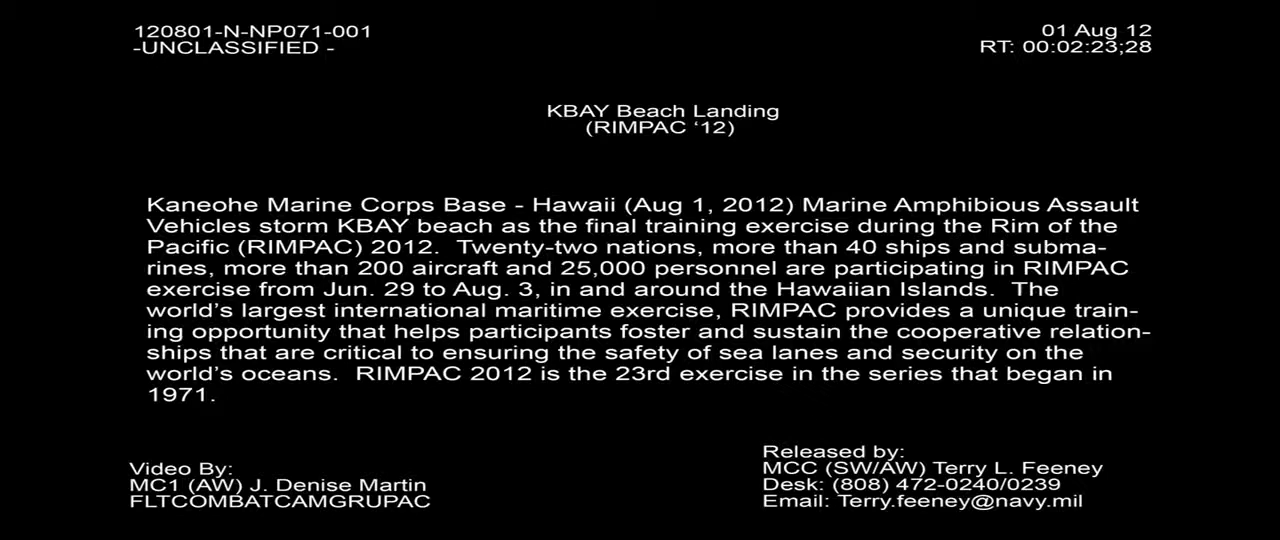 120801-N-NP071-001
-UNCLASSIFIED -
01 Aug 12
RT: 00:02:23;28
KBAY Beach Landing
(RIMPAC ‘12)
Kaneohe Marine Corps Base - Hawaii (Aug 1, 2012) Marine Amphibious Assault
Vehicles storm KBAY beach as the final training exercise during the Rim of the
Pacific (RIMPAC) 2012.  Twenty-two nations, more than 40 ships and subma-
rines, more than 200 aircraft and 25,000 personnel are participating in RIMPAC
exercise from Jun. 29 to Aug. 3, in and around the Hawaiian Islands.  The
world’s largest international maritime exercise, RIMPAC provides a unique train-
ing opportunity that helps participants foster and sustain the cooperative relation-
ships that are critical to ensuring the safety of sea lanes and security on the
world’s oceans.  RIMPAC 2012 is the 23rd exercise in the series that began in
1971.
Video By:
MC1 (AW) J. Denise Martin
FLTCOMBATCAMGRUPAC
Released by:
MCC (SW/AW) Terry L. Feeney
Desk: (808) 472-0240/0239
Email: Terry.feeney@navy.mil